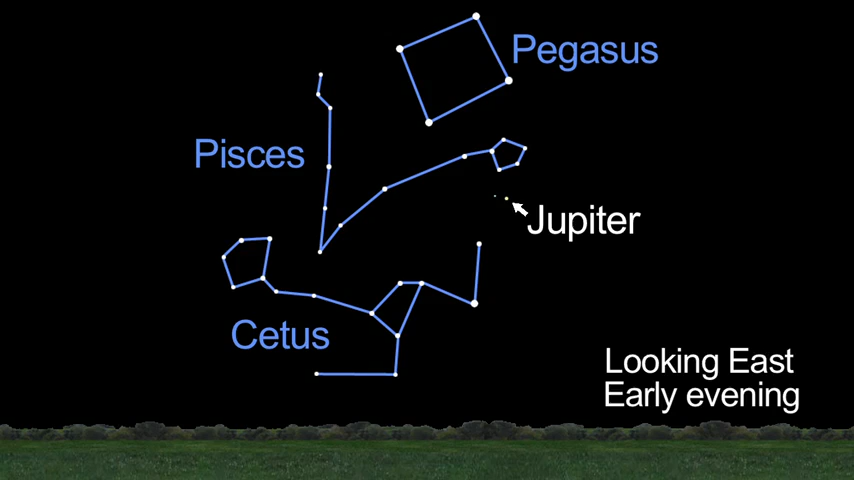 Pegasus
Pisces
Jupiter
Cetus
Looking East
Early evening